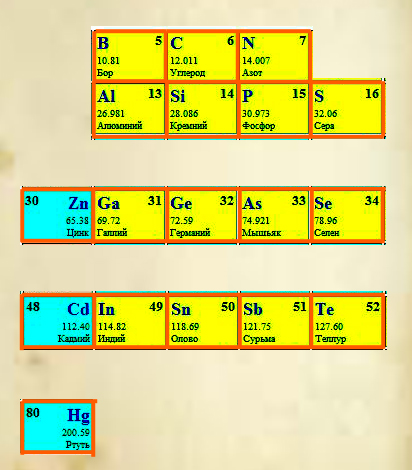 B 5 C 6 N 7
10.81 12.011 14.007
Бор Углерод Азот
Al 13 Si 14 P 15 S 16
26.981 28.086 30.973 32.06
Алюминий Кремний Фосфор Сера
30 Zn Ga 31 Ge 32 As 33 Se 34
65.38 69.72 72.59 74.921 78.96
Цинк Галлий Германий Мышьяк Селен
48 Cd In 49 Sn 50 Sb 51 Te 52
112.40 114.82 118.69 121.75 127.60
Кадмий Индий Олово Сурьма Теллур
80 Hg
200.59
Ртуть